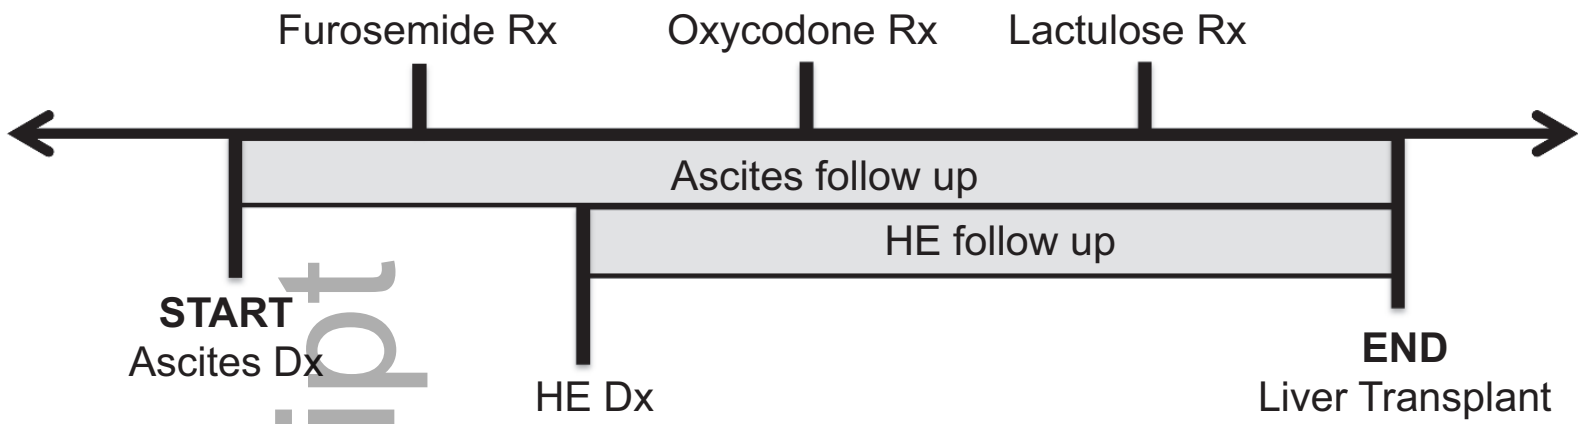 Furosemide Rx
Oxycodone Rx
Lactulose Rx
Ascites follow up
HE follow up
START
Ascites Dx
HE Dx
END
Liver Transplant
ipt